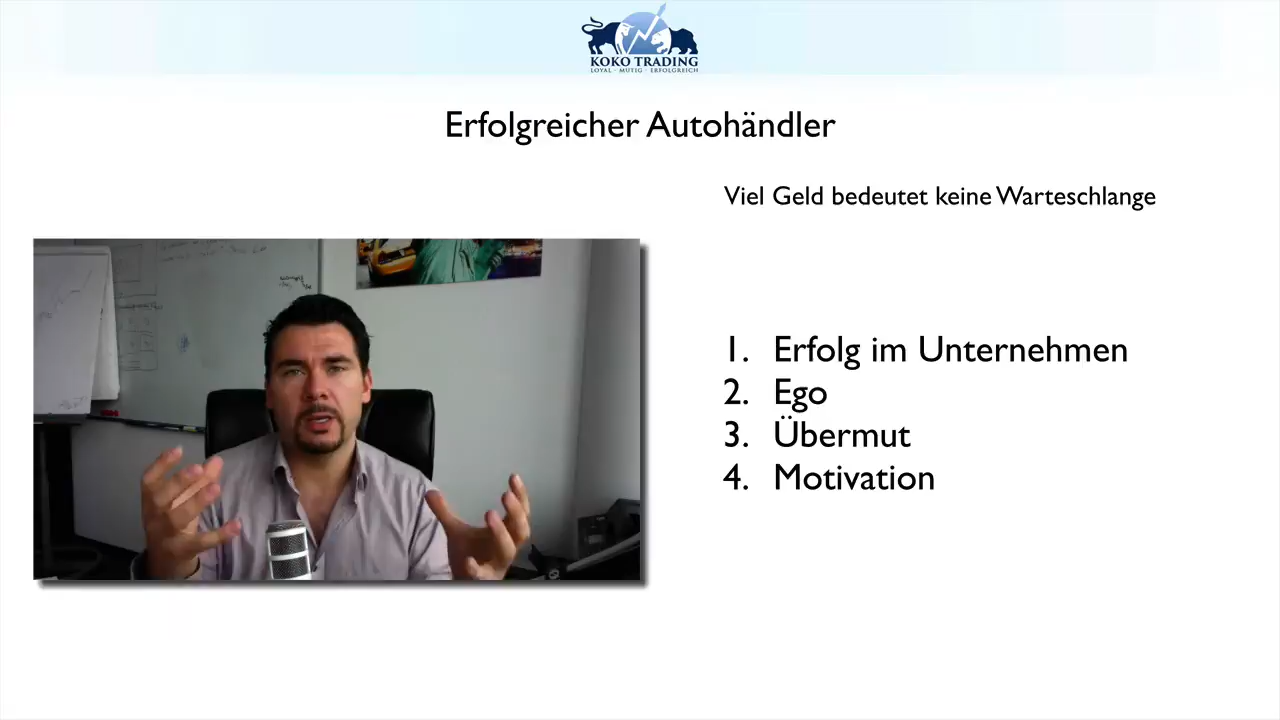 KOKO TRADING
LOYAL · MUTIG · ERFOLGREICH
Erfolgreicher Autohändler
Viel Geld bedeutet keine Warteschlange
1. Erfolg im Unternehmen
2. Ego
3. Übermut
4. Motivation